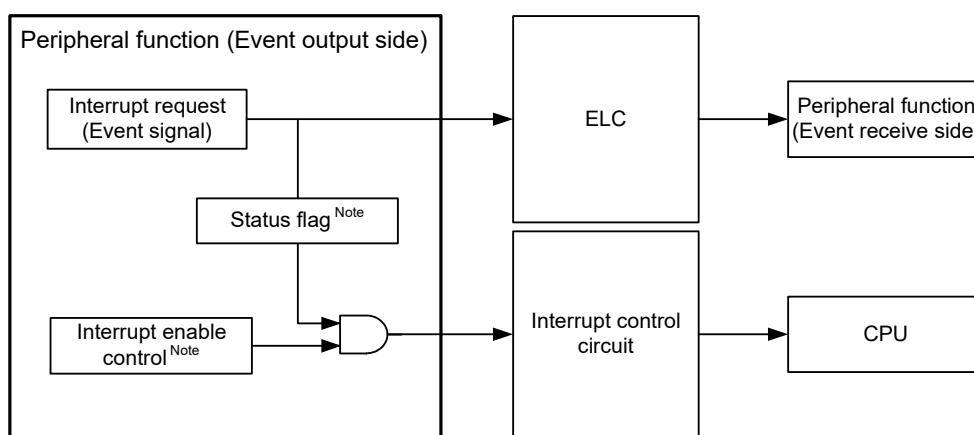 Peripheral function (Event output side)
Interrupt request
(Event signal)
ELC
Peripheral function
(Event receive side
Status flag Note
Interrupt enable
control Note
Interrupt control
circuit
CPU